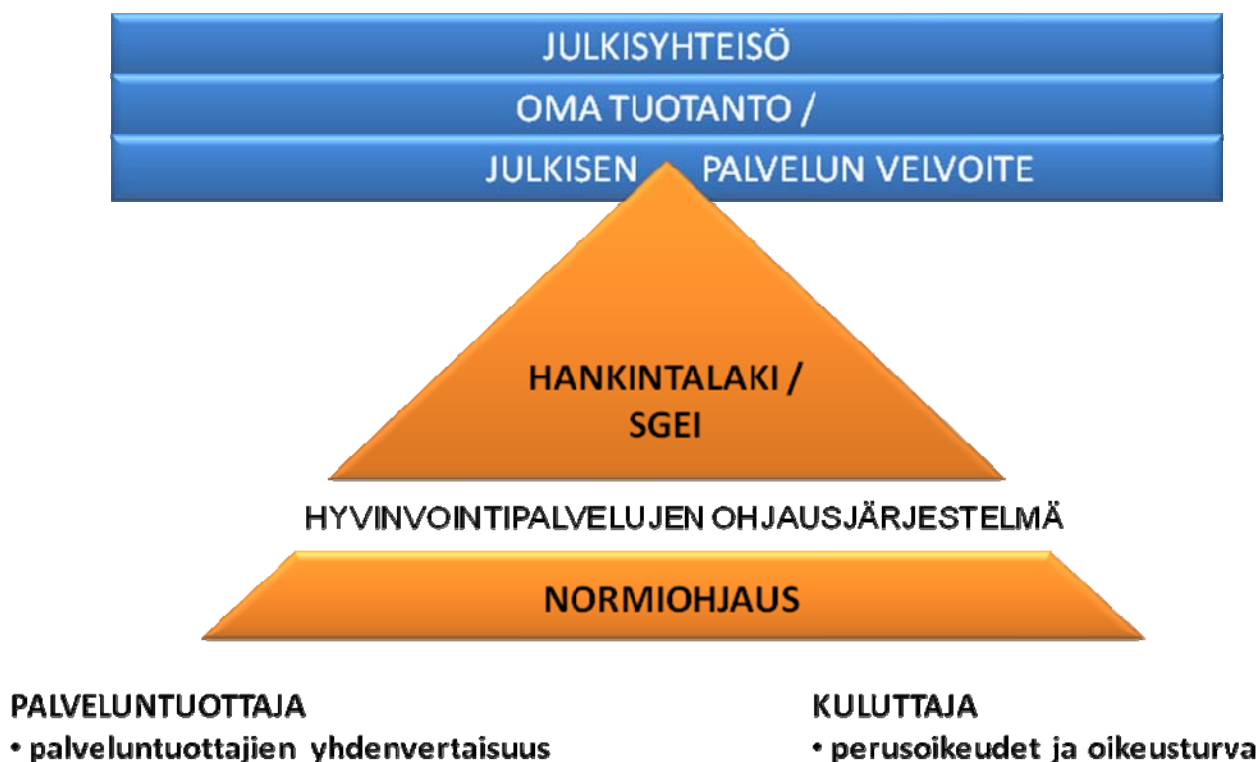 JULKISYHTEISÖ
OMA TUOTANTO /
JULKISEN PALVELUN VELVOITE
HANKINTALAKI /
SGEI
HYVINVOINTIPALVELUJEN OHJAUSJÄRJESTELMÄ
NORMIOHJAUS
PALVELUNTUOTTAJA
• palveluntuottajien yhdenvertaisuus
KULUTTAJA
• perusoikeudet ja oikeusturva